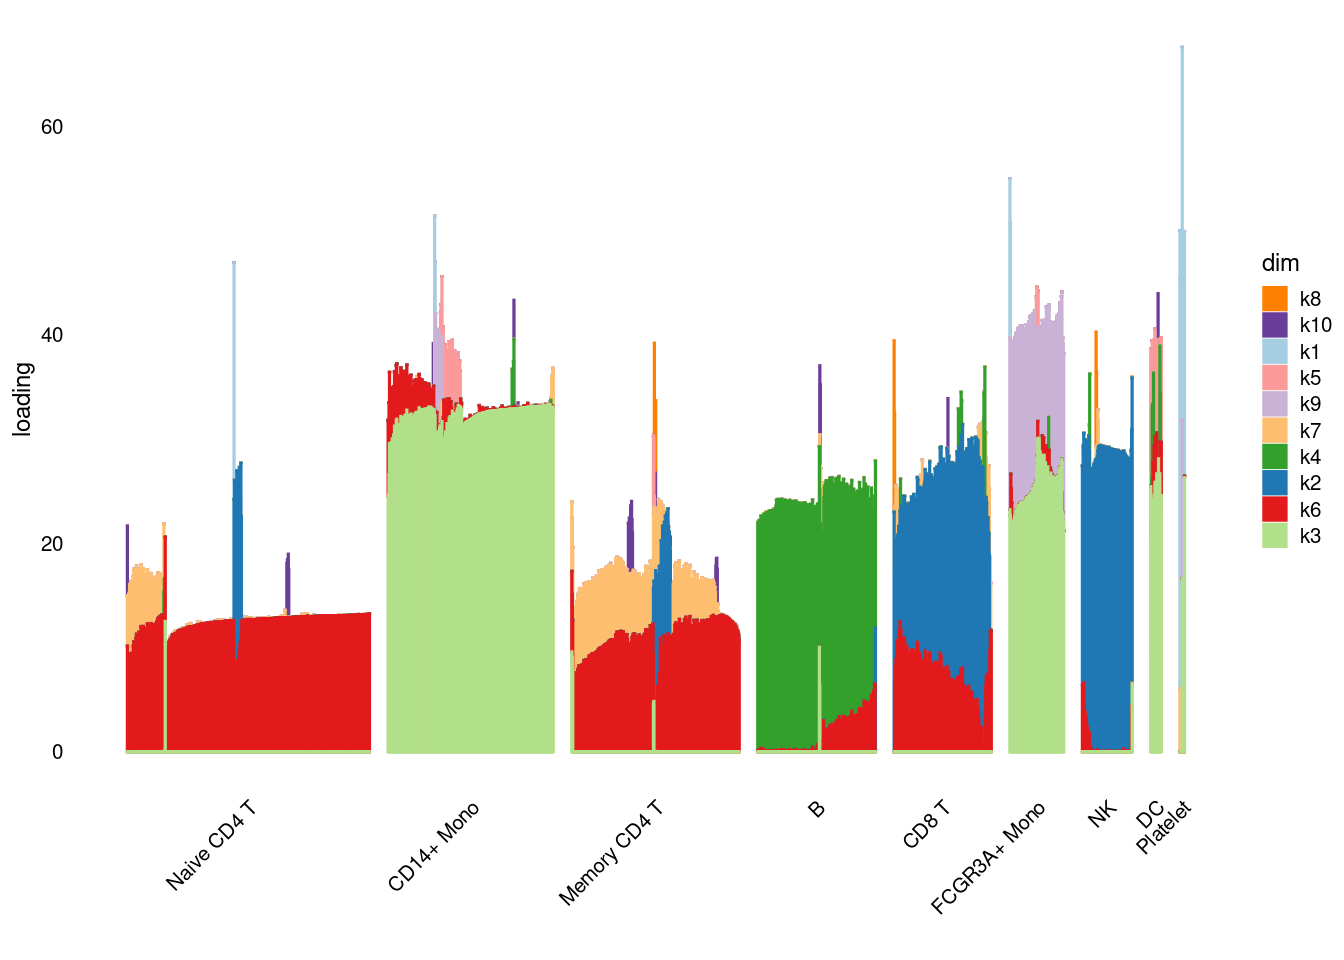 60
40
20
0
loading
Naive CD4 T
CD14+ Mono
Memory CD4 T
B
CD8 T
FCGR3A+ Mono
NK
DC
Platelet
dim
k8
k10
k1
k5
k9
k7
k4
k2
k6
k3